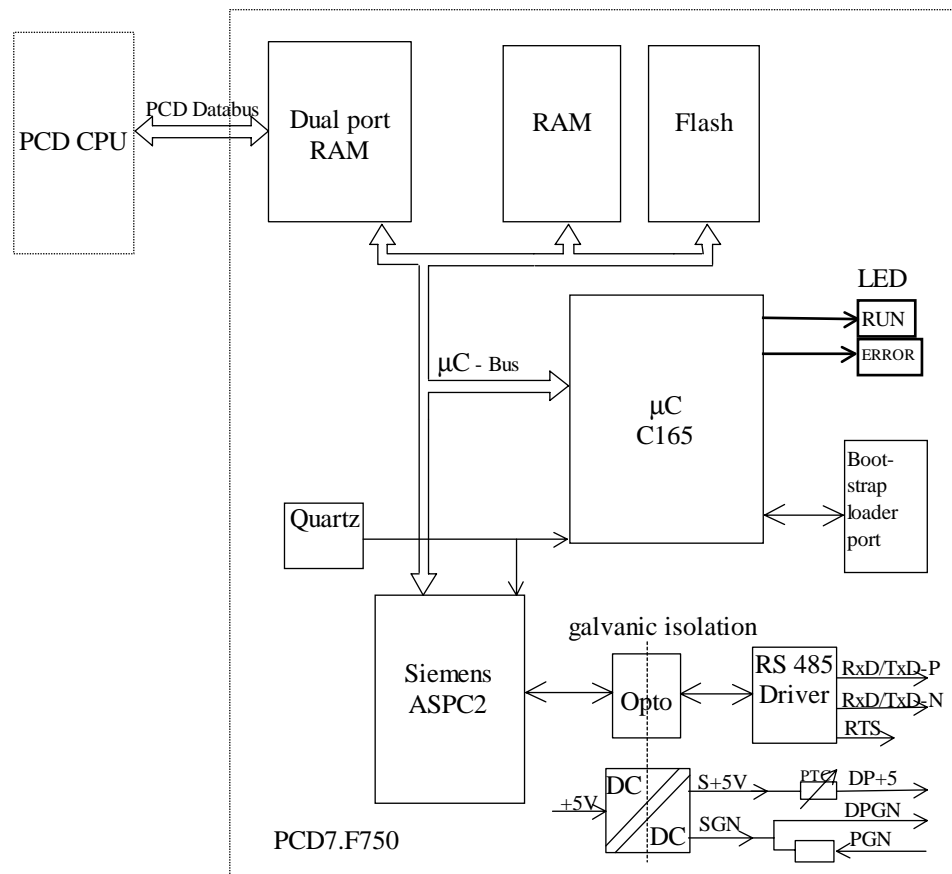 PCD CPU
PCD Databus
Dual port
RAM
RAM
Flash
LED
RUN
ERROR
μC - Bus
μC
C165
Boot-
strap
loader
port
Quartz
Siemens
ASPC2
galvanic isolation
Opto
RS 485
Driver
RxD/TxD-P
RxD/TxD-N
RTS
+5V
DC
DC
S+5V
PTC
DP+5
SGN
DPGN
PGN
PCD7.F750